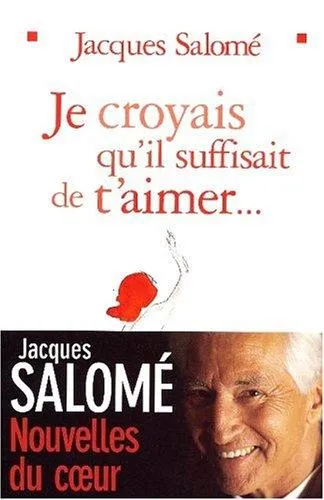 Jacques Salomé
Je croyais
qu'il suffisait
de t'aimer...
Jacques
SALOMÉ
Nouvelles
du cœur